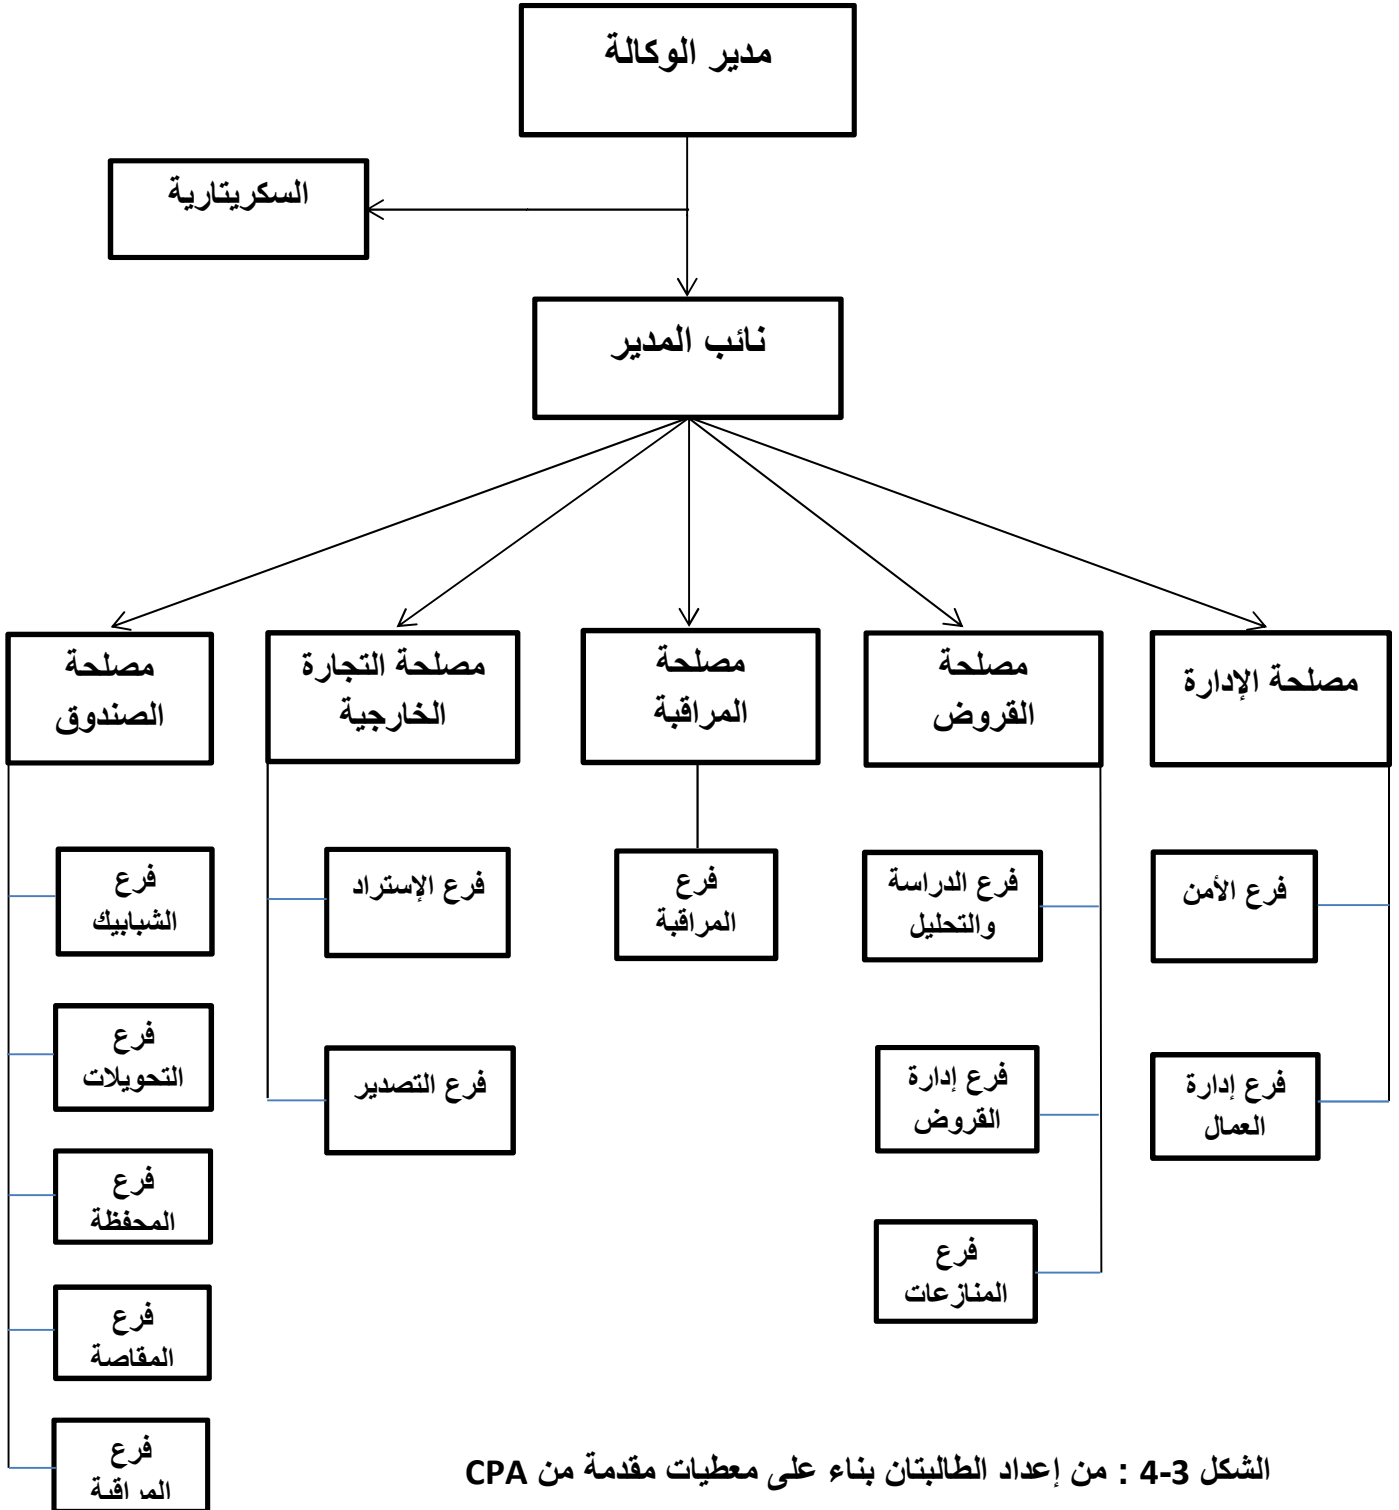 مدير الوكالة
السكريتارية
نائب المدير
مصلحة الإدارة
مصلحة
القروض
مصلحة
المراقبة
مصلحة التجارة
الخارجية
مصلحة
الصندوق
فرع الأمن
فرع إدارة
العمال
فرع الدراسة
والتحليل
فرع إدارة
القروض
فرع
المنازعات
فرع
المراقبة
فرع الإستراد
فرع التصدير
فرع
الشبابيك
فرع
التحويلات
فرع
المحفظة
فرع
المقاصة
فرع
المراقبة
الشكل 3-4 : من إعداد الطالبتان بناء على معطيات مقدمة من CPA